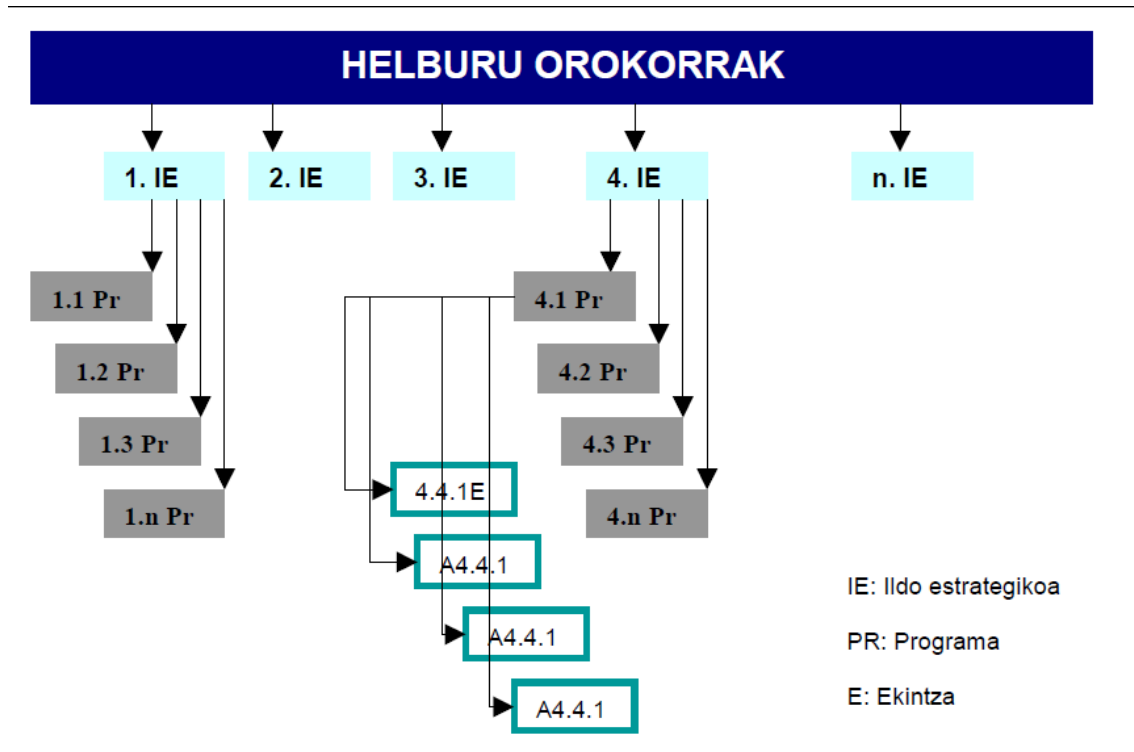 HELBURU OROKORRAK
1. IE
2. IE
3. IE
4. IE
n. IE
1.1 Pr
4.1 Pr
1.2 Pr
4.2 Pr
1.3 Pr
4.3 Pr
4.4.1E
1.n Pr
4.n Pr
A4.4.1
IE: Ildo estrategikoa
A4.4.1
PR: Programa
E: Ekintza
A4.4.1